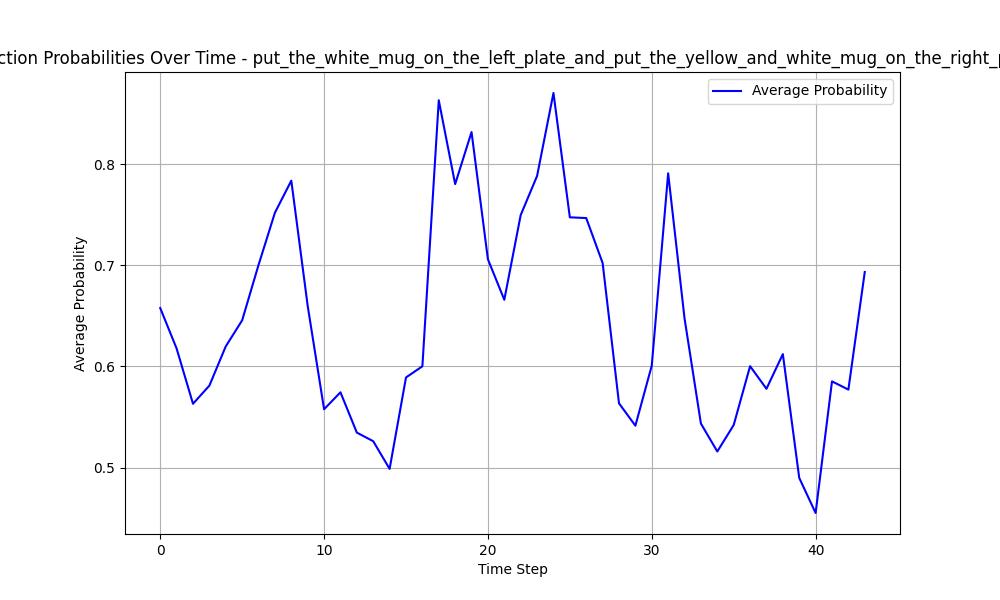 ction Probabilities Over Time - put_the_white_mug_on_the_left_plate_and_put_the_yellow_and_white_mug_on_the_right_p
Average Probability
0.8
0.7
0.6
0.5
Average Probability
0
10
20
30
40
Time Step